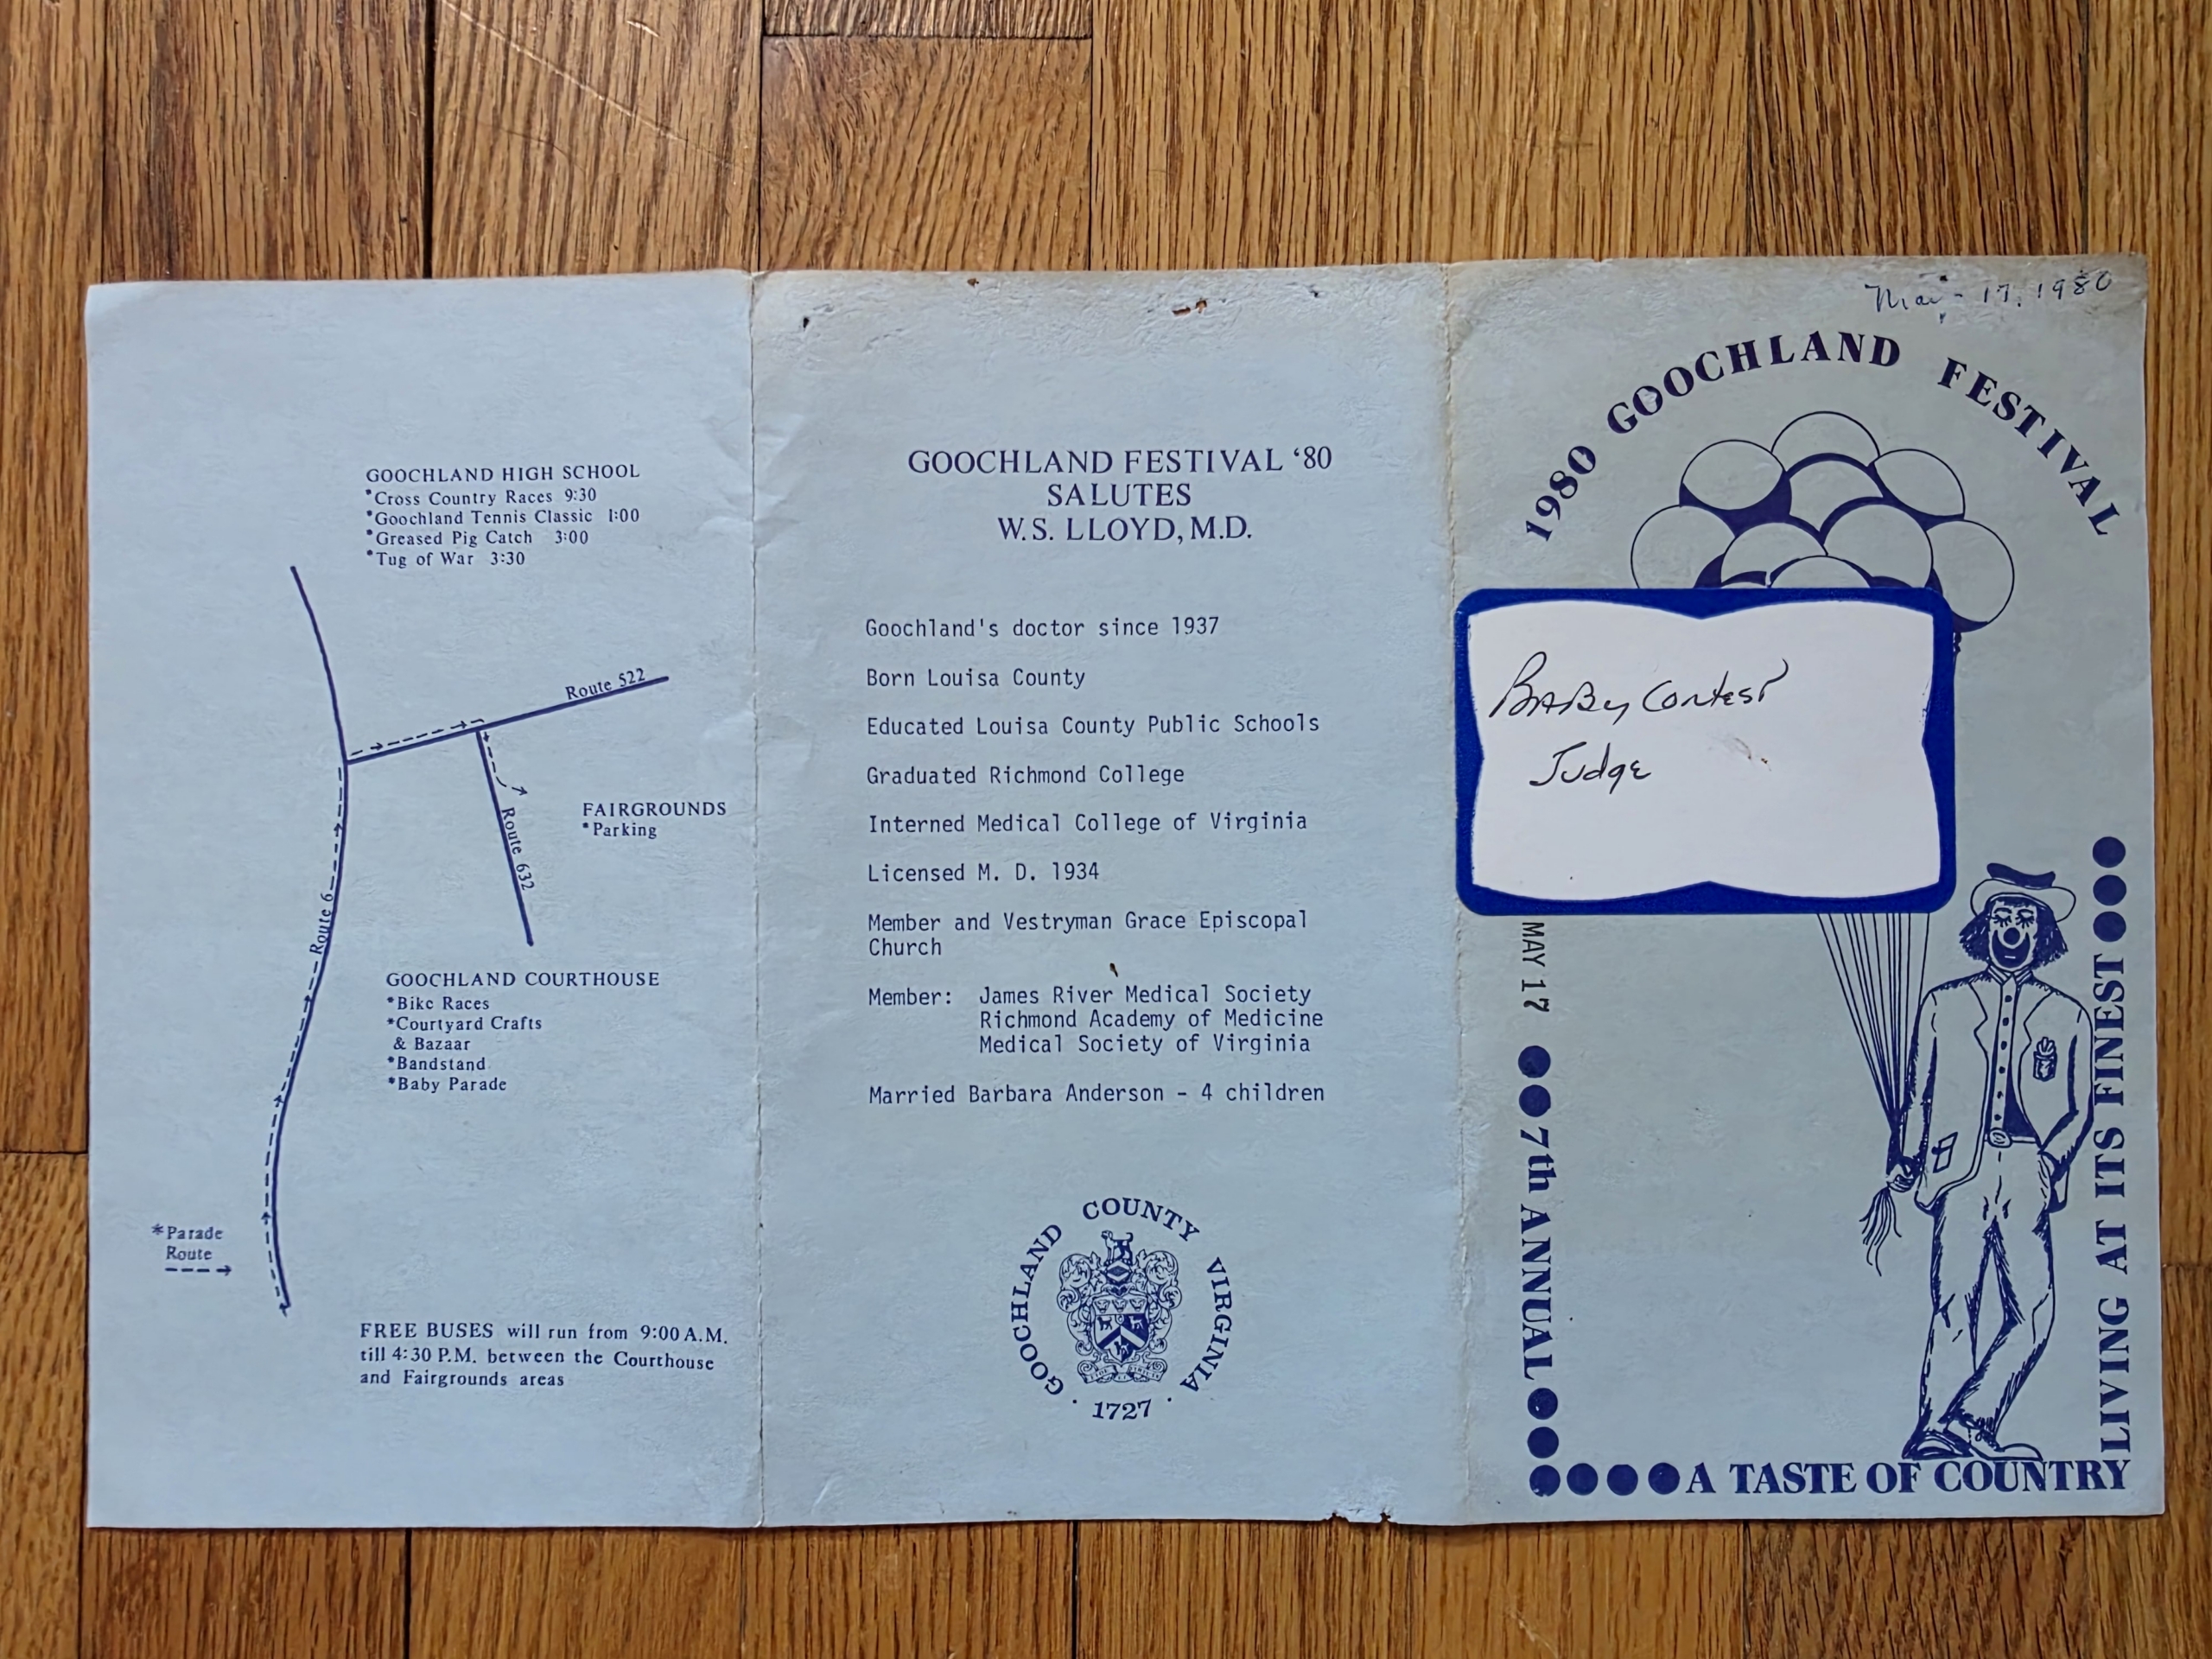 GOOCHLAND HIGH SCHOOL
*Cross Country Races 9:30
*Goochland Tennis Classic 1:00
*Greased Pig Catch 3:00
*Tug of War 3:30
Route 522
Route 632
Route 6
FAIRGROUNDS
*Parking
GOOCHLAND COURTHOUSE
*Bike Races
*Courtyard Crafts
& Bazaar
*Bandstand
*Baby Parade
*Parade
Route
FREE BUSES will run from 9:00 A.M.
till 4:30 P.M. between the Courthouse
and Fairgrounds areas
GOOCHLAND FESTIVAL ‘80
SALUTES
W.S. LLOYD, M.D.
Goochland's doctor since 1937
Born Louisa County
Educated Louisa County Public Schools
Graduated Richmond College
Interned Medical College of Virginia
Licensed M. D. 1934
Member and Vestryman Grace Episcopal
Church
Member: James River Medical Society
Richmond Academy of Medicine
Medical Society of Virginia
Married Barbara Anderson - 4 children
GOOCHLAND COUNTY VIRGINIA
· 1727 ·
May - 17, 1980
1980 GOOCHLAND FESTIVAL
BABy Contest
Judge
MAY 17
7th ANNUAL
A TASTE OF COUNTRY
LIVING AT ITS FINEST